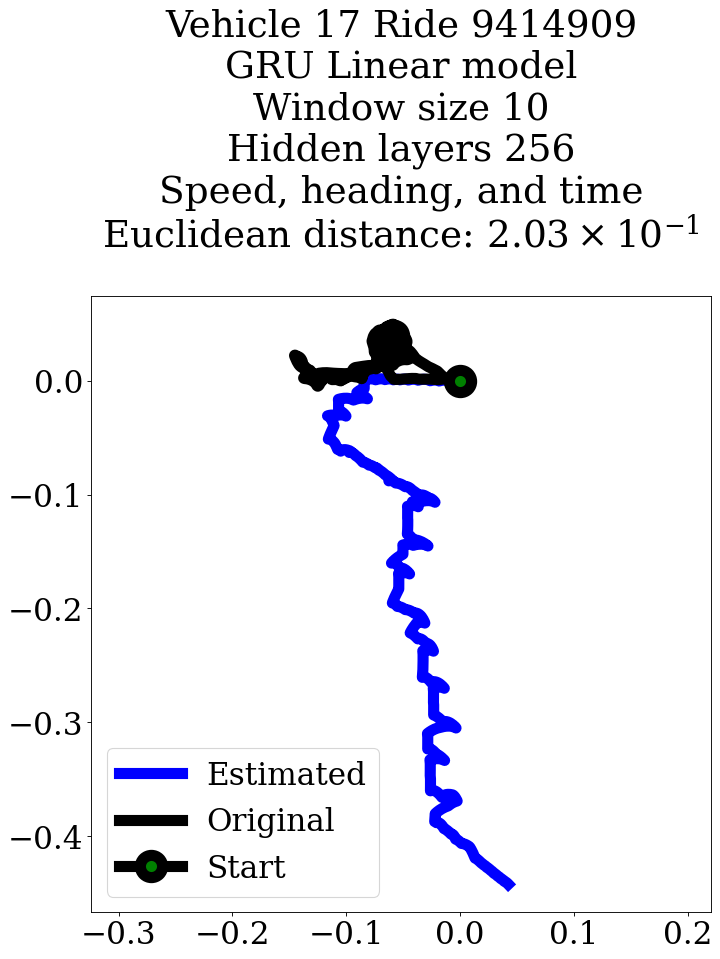 Vehicle 17 Ride 9414909
GRU Linear model
Window size 10
Hidden layers 256
Speed, heading, and time
Euclidean distance: 2.03 × 10⁻¹
0.0
−0.1
−0.2
−0.3
−0.4
Estimated
Original
Start
−0.3 −0.2 −0.1 0.0 0.1 0.2